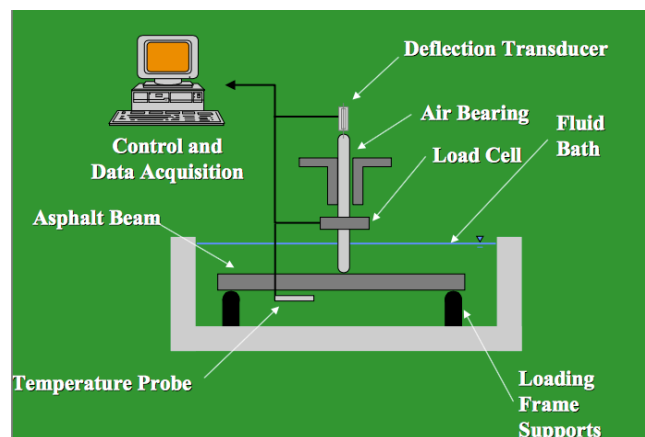 Deflection Transducer
Air Bearing
Fluid
Bath
Control and
Data Acquisition
Load Cell
Asphalt Beam
Temperature Probe
Loading
Frame
Supports